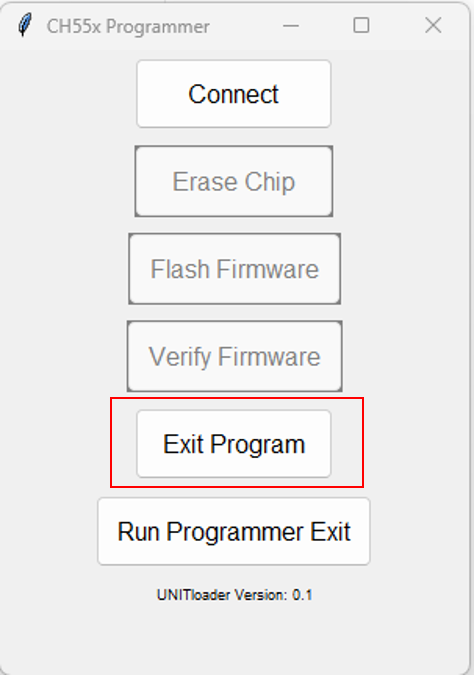 CH55x Programmer
Connect
Erase Chip
Flash Firmware
Verify Firmware
Exit Program
Run Programmer Exit
UNITloader Version: 0.1